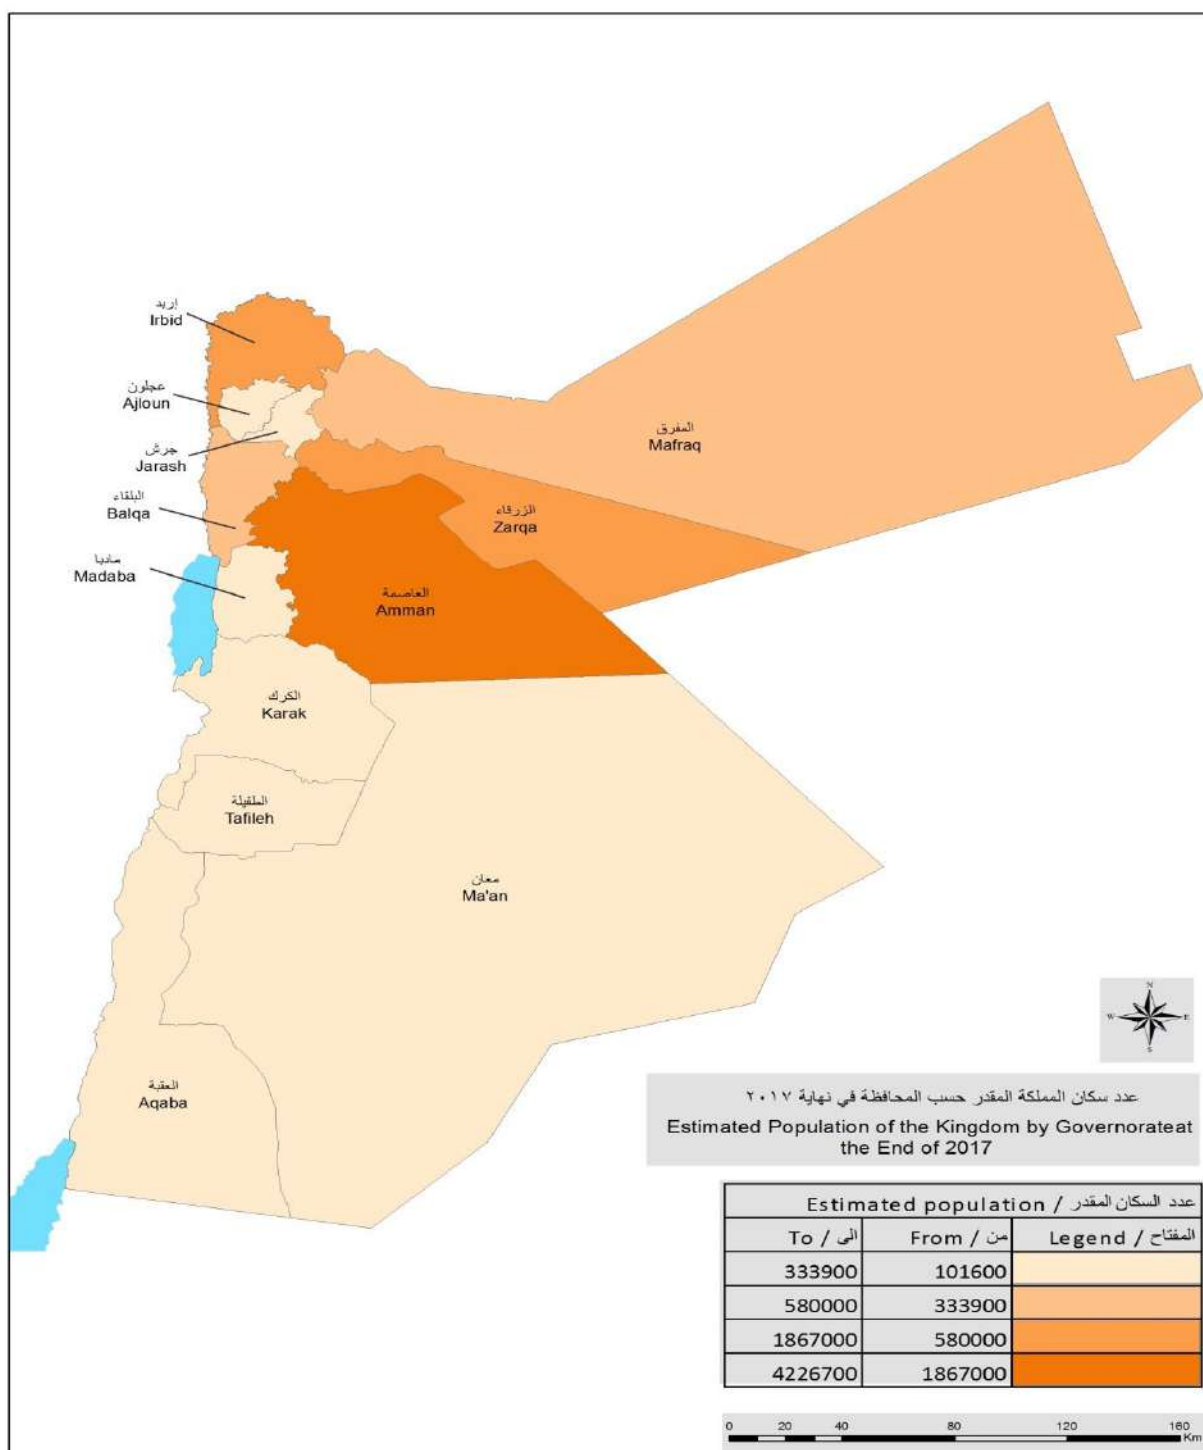 إربد
Irbid
عجلون
Ajloun
جرش
Jarash
البلقاء
Balqa
مادبا
Madaba
المفرق
Mafraq
الزرقاء
Zarqa
العاصمة
Amman
الكرك
Karak
الطفيلة
Tafileh
معان
Ma'an
العقبة
Aqaba
N
W E
S
عدد سكان المملكة المقدر حسب المحافظة في نهاية ٢٠١٧
Estimated Population of the Kingdom by Governorateat
the End of 2017
Estimated population / عدد السكان المقدر
To / الى From / من Legend / المفتاح
333900 101600
580000 333900
1867000 580000
4226700 1867000
0 20 40 80 120 160
Km